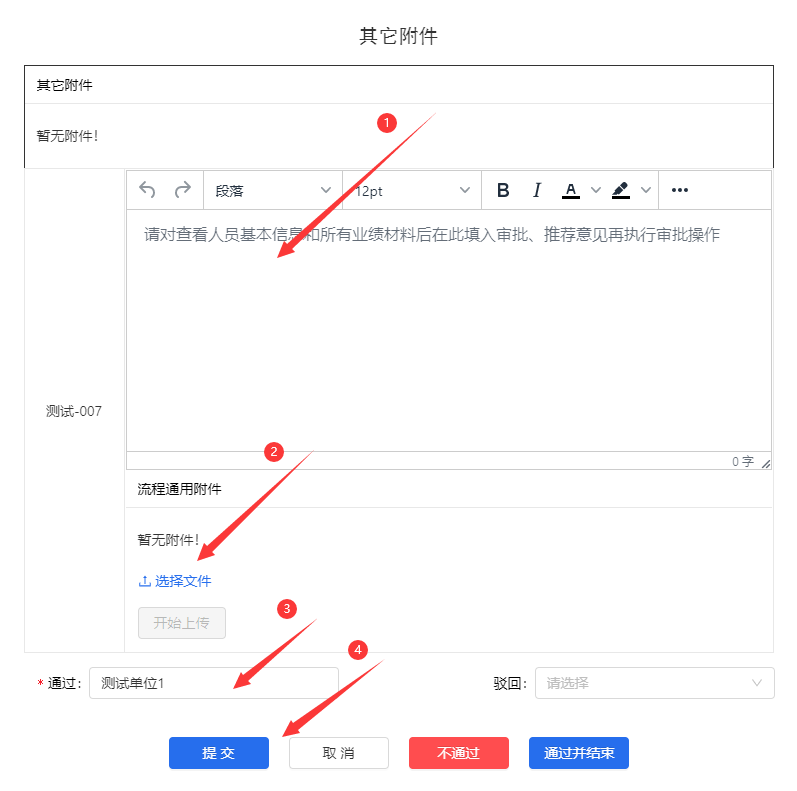 其它附件
其它附件
暂无附件!
1
段落 12pt B I A •••
请对查看人员基本信息和所有业绩材料后在此填入审批、推荐意见再执行审批操作
测试-007
2
0 字
流程通用附件
暂无附件!
选择文件
3
开始上传
4
* 通过: 测试单位1 驳回: 请选择
提 交 取 消 不通过 通过并结束